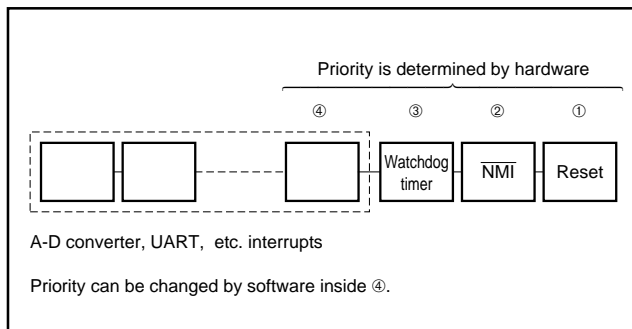 Priority is determined by hardware
④ ③ ② ①
Watchdog
timer
N̅M̅I̅
Reset
A-D converter, UART, etc. interrupts
Priority can be changed by software inside ④.